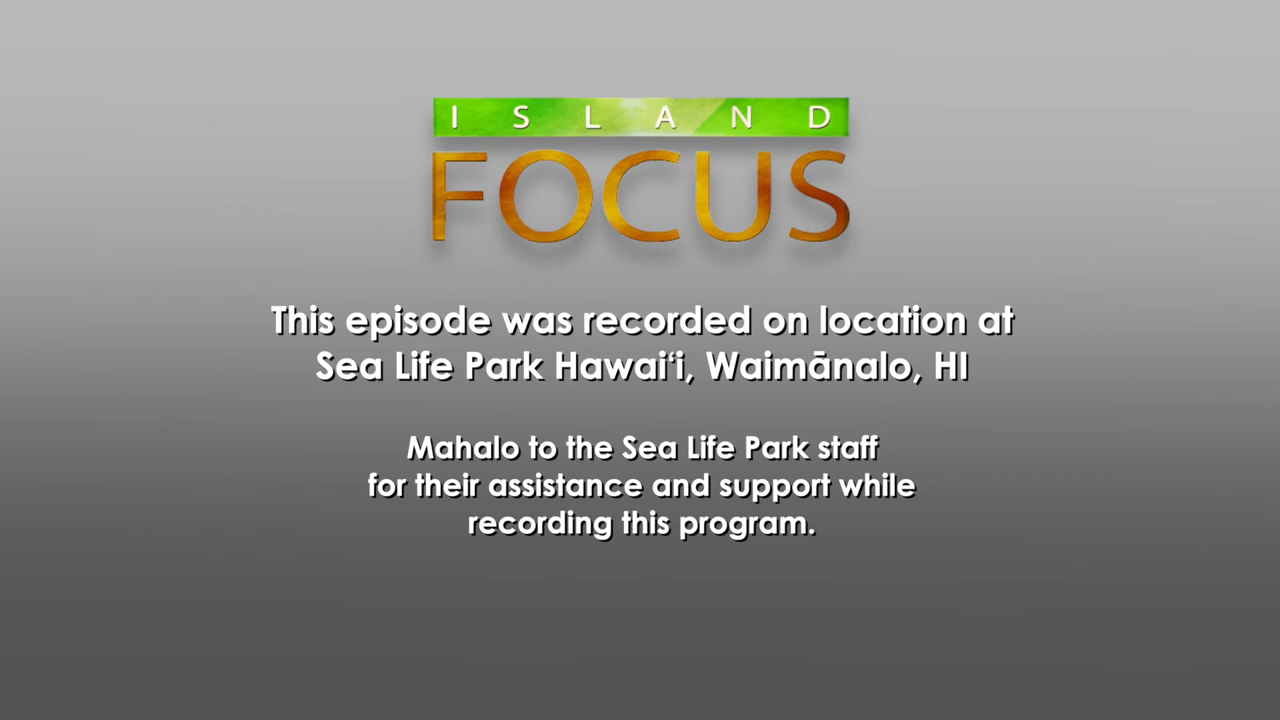 ISLAND
FOCUS
This episode was recorded on location at
Sea Life Park Hawaiʻi, Waimānalo, HI
Mahalo to the Sea Life Park staff
for their assistance and support while
recording this program.